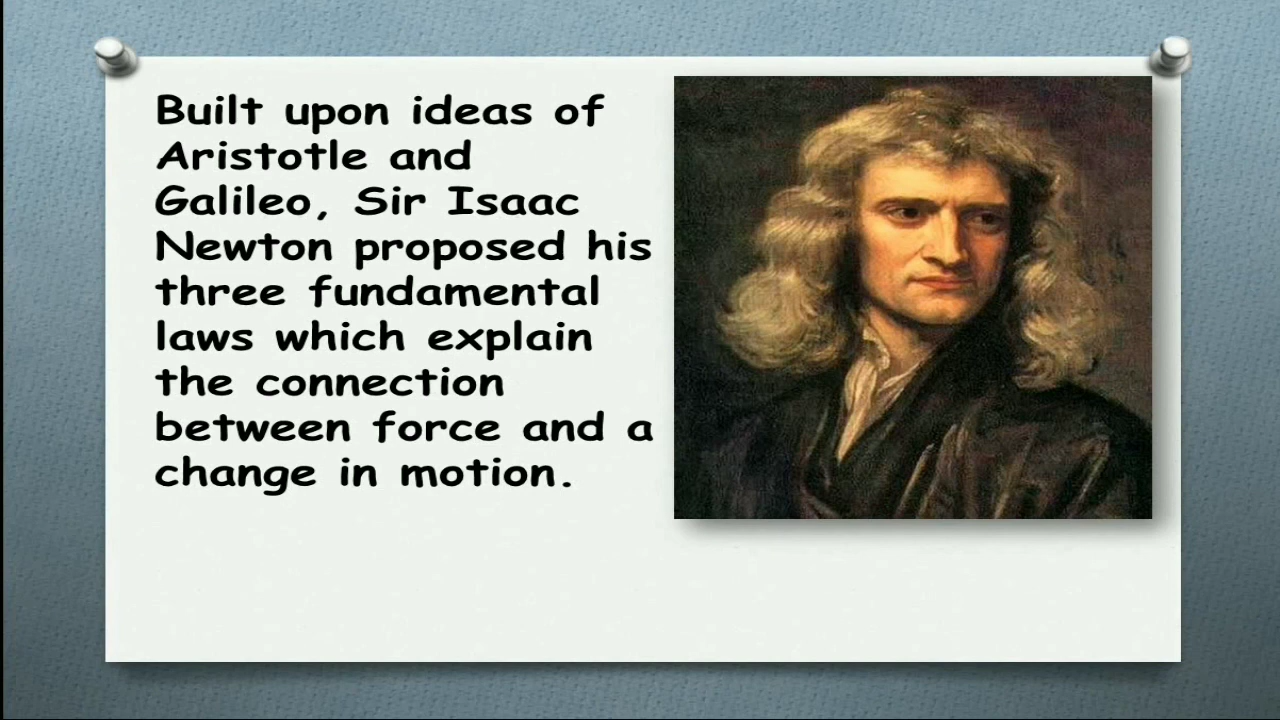 Built upon ideas of
Aristotle and
Galileo, Sir Isaac
Newton proposed his
three fundamental
laws which explain
the connection
between force and a
change in motion.